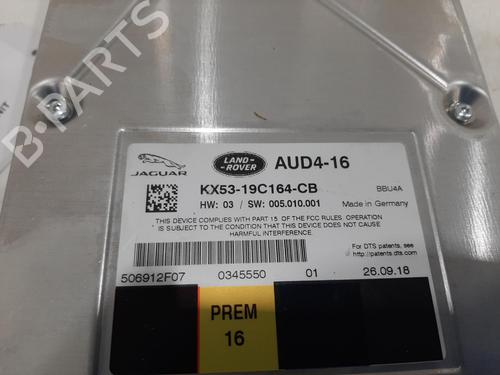 B-PARTS
JAGUAR
LAND-
ROVER
AUD4-16
KX53-19C164-CB
BBU4A
HW: 03 / SW: 005.010.001
Made in Germany
THIS DEVICE COMPLIES WITH PART 15 OF THE FCC RULES OPERATION
IS SUBJECT TO THE CONDITION THAT THIS DEVICE DOES NOT CAUSE
HARMFUL INTERFERENCE
For DTS patents, see
http://patents.dts.com
506912F07 0345550 01 26.09.18
PREM
16